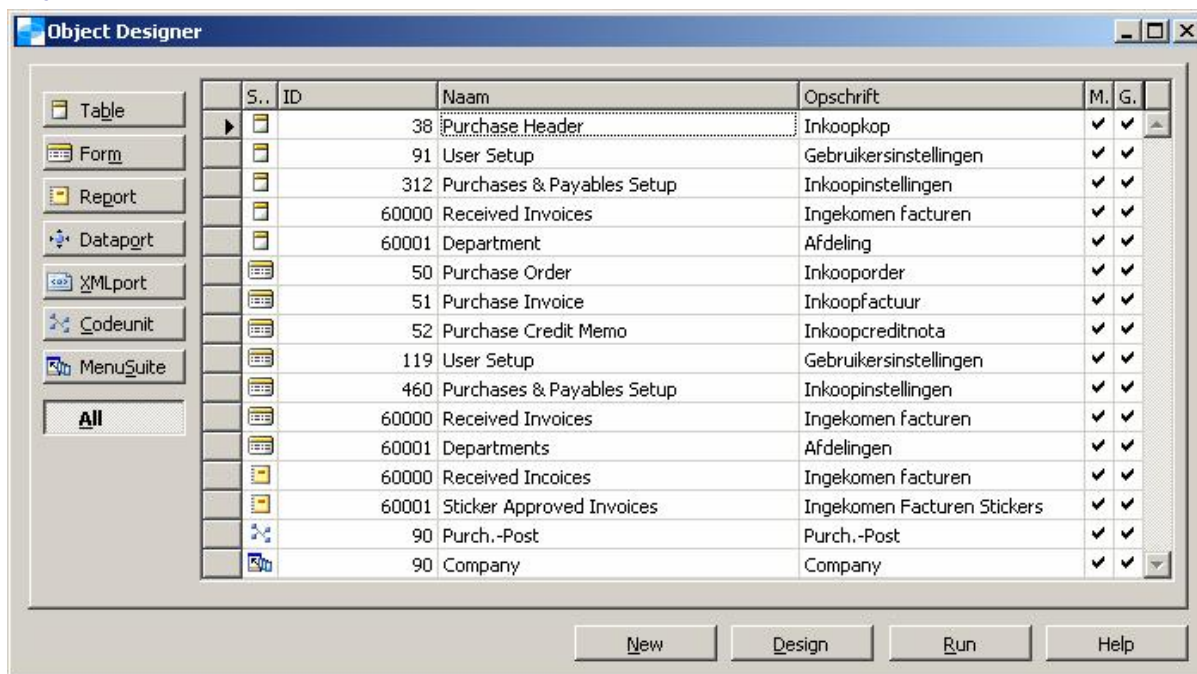 Object Designer
Table
Form
Report
Dataport
XMLport
Codeunit
MenuSuite
All
S.. ID Naam Opschrift M. G.
38 Purchase Header Inkoopkop
91 User Setup Gebruikersinstellingen
312 Purchases & Payables Setup Inkoopinstellingen
60000 Received Invoices Ingekomen facturen
60001 Department Afdeling
50 Purchase Order Inkooporder
51 Purchase Invoice Inkoopfactuur
52 Purchase Credit Memo Inkoopcreditnota
119 User Setup Gebruikersinstellingen
460 Purchases & Payables Setup Inkoopinstellingen
60000 Received Invoices Ingekomen facturen
60001 Departments Afdelingen
60000 Received Incoices Ingekomen facturen
60001 Sticker Approved Invoices Ingekomen Facturen Stickers
90 Purch.-Post Purch.-Post
90 Company Company
New Design Run Help